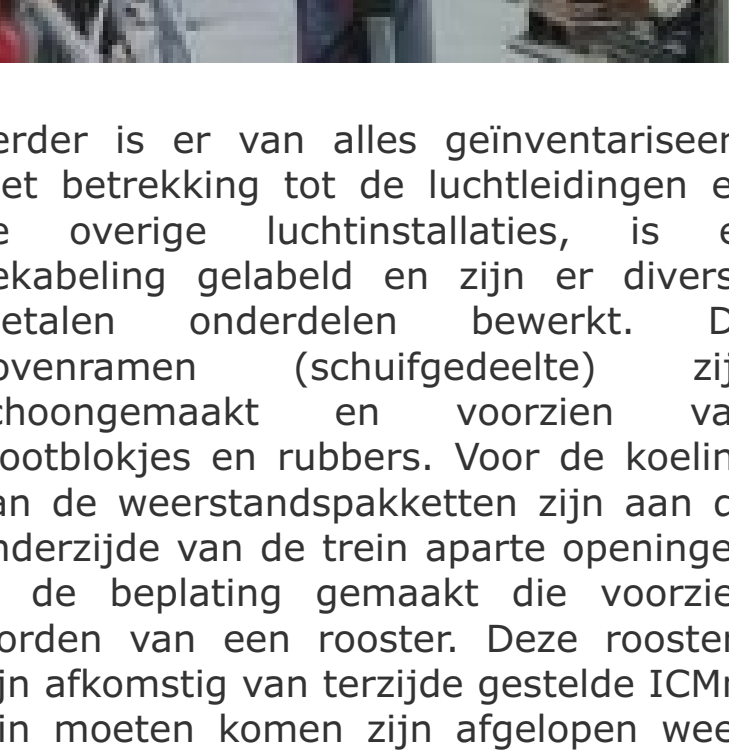 erder is er van alles geïnventariseer
et betrekking tot de luchtleidingen e
e overige luchtinstallaties, is e
ekabeling gelabeld en zijn er divers
etalen onderdelen bewerkt. D
ovenramen (schuifgedeelte) zij
choongemaakt en voorzien va
ootblokjes en rubbers. Voor de koelin
an de weerstandspakketten zijn aan d
nderzijde van de trein aparte openinge
de beplating gemaakt die voorzie
orden van een rooster. Deze rooster
ijn afkomstig van terzijde gestelde ICMm
in moeten komen zijn afgelopen wee